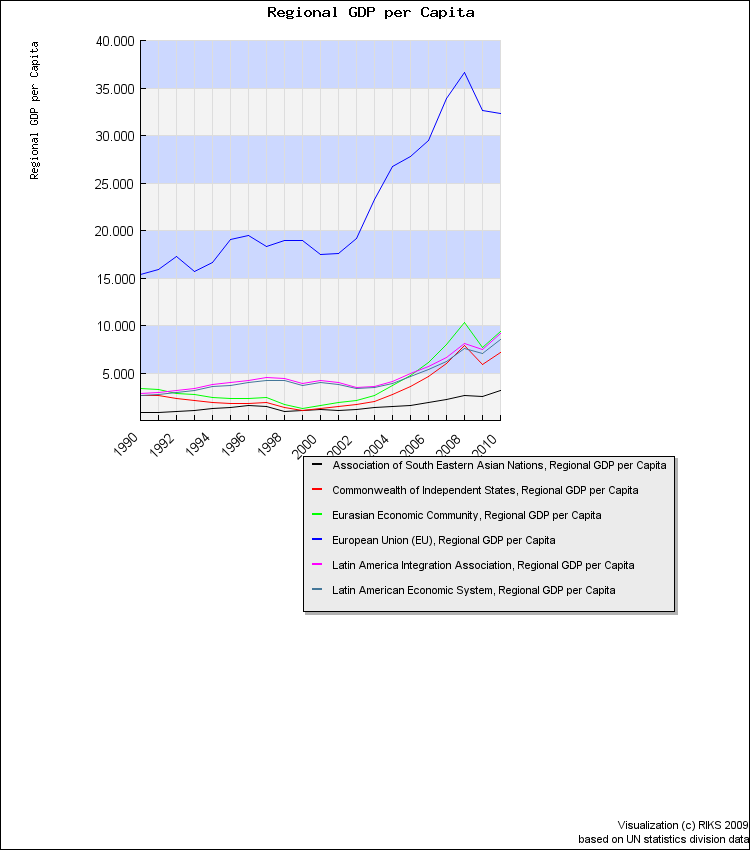 Regional GDP per Capita
Regional GDP per Capita
40.000
35.000
30.000
25.000
20.000
15.000
10.000
5.000
1990 1992 1994 1996 1998 2000 2002 2004 2006 2008 2010
Association of South Eastern Asian Nations, Regional GDP per Capita
Commonwealth of Independent States, Regional GDP per Capita
Eurasian Economic Community, Regional GDP per Capita
European Union (EU), Regional GDP per Capita
Latin America Integration Association, Regional GDP per Capita
Latin American Economic System, Regional GDP per Capita
Visualization (c) RIKS 2009
based on UN statistics division data